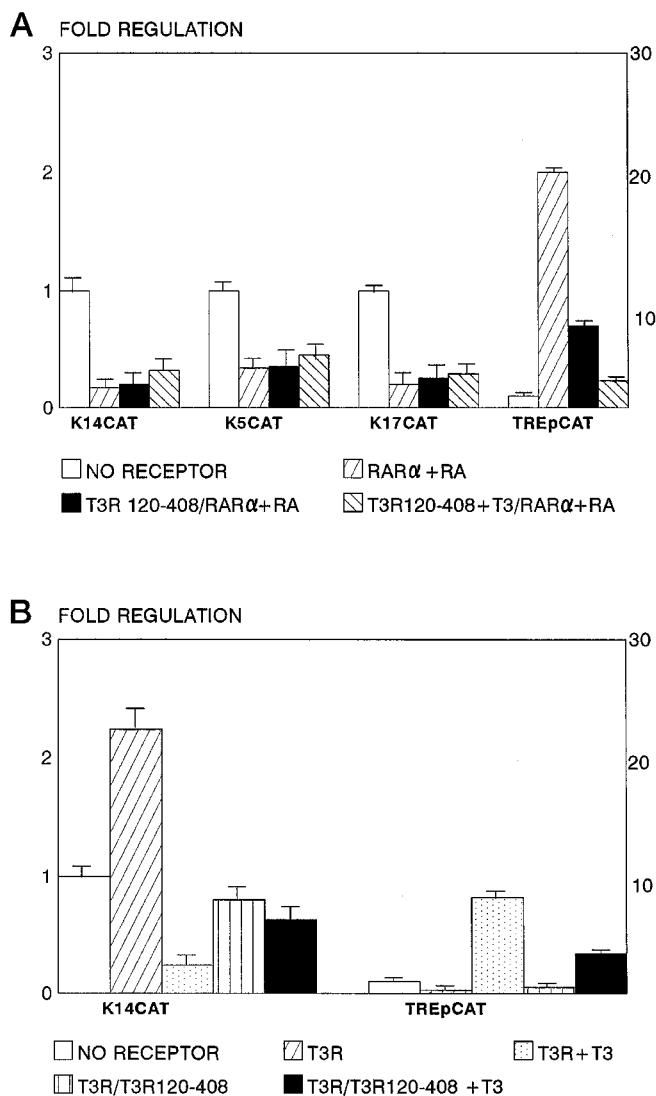 A FOLD REGULATION
3 30
2 20
1 10
0
K14CAT K5CAT K17CAT TREpCAT
NO RECEPTOR RARα+RA
T3R 120-408/RARα+RA T3R120-408+T3/RARα+RA
B FOLD REGULATION
3 30
2 20
1 10
0
K14CAT TREpCAT
NO RECEPTOR T3R T3R+T3
T3R/T3R120-408 T3R/T3R120-408 +T3